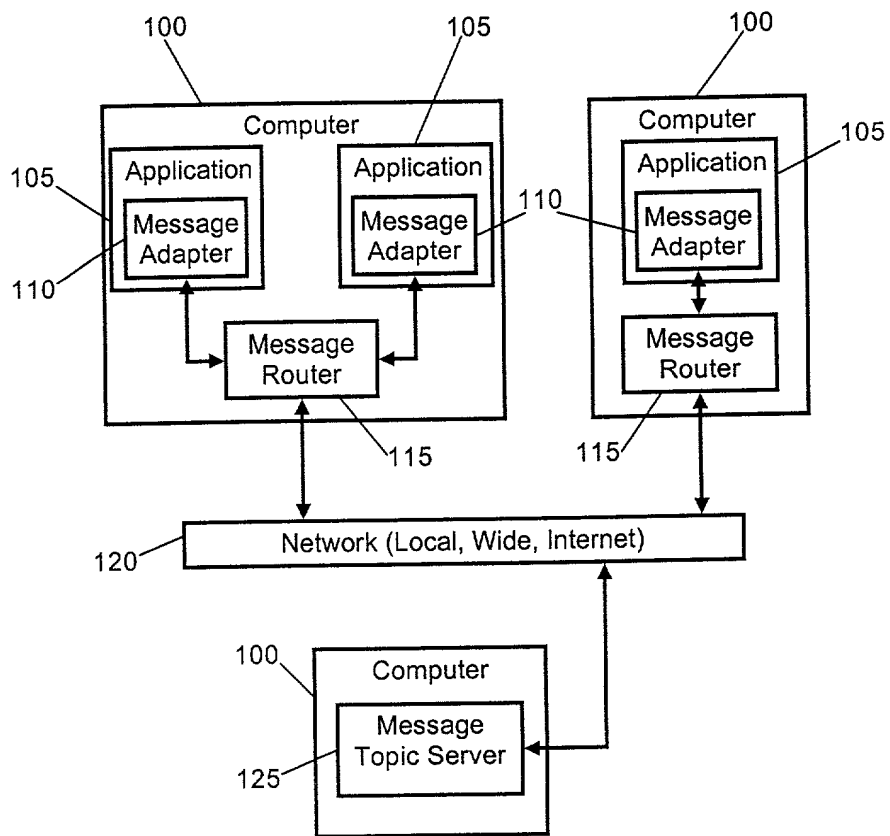 100
105
100
Computer
Computer
105
Application
Application
Application
105
Message
Adapter
Message
Adapter
110
Message
Adapter
110
Message
Router
Message
Router
115
115
120
Network (Local, Wide, Internet)
100
Computer
Message
Topic Server
125